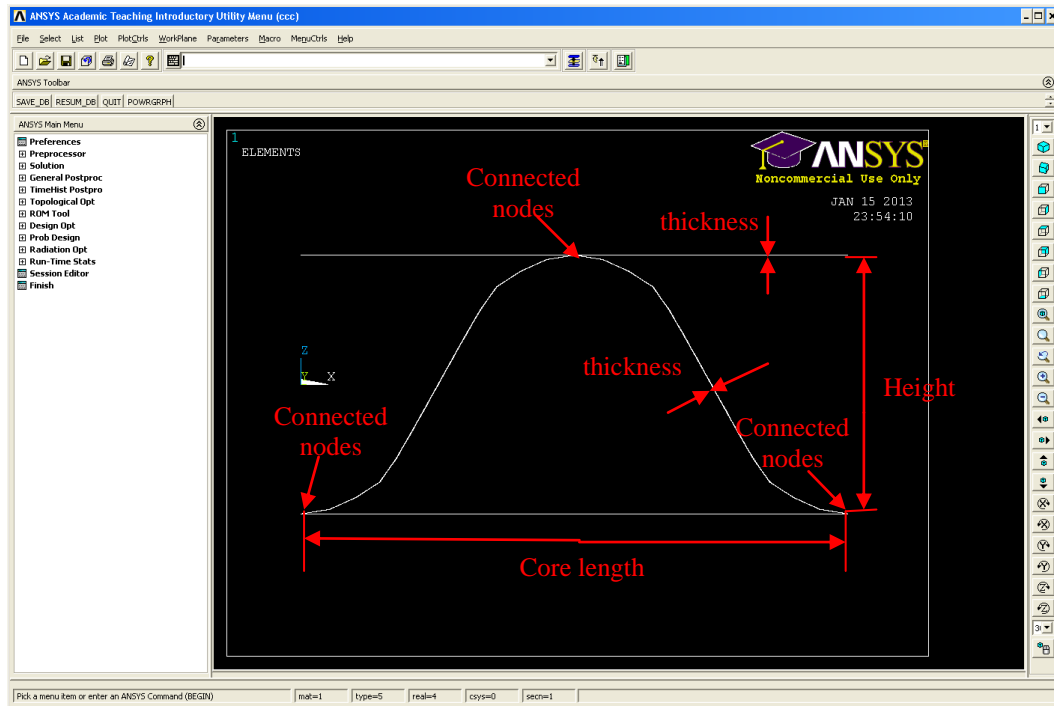 ANSYS Academic Teaching Introductory Utility Menu (ccc)
File Select List Plot PlotCtrls WorkPlane Parameters Macro MenuCtrls Help
ANSYS Toolbar
SAVE_DB RESUM_DB QUIT POWRGRPH
ANSYS Main Menu
Preferences
Preprocessor
Solution
General Postproc
TimeHist Postpro
Topological Opt
ROM Tool
Design Opt
Prob Design
Radiation Opt
Run-Time Stats
Session Editor
Finish
1
ELEMENTS
ANSYS
Noncommercial Use Only
JAN 15 2013
23:54:10
Connected
nodes
thickness
Z
Y X
thickness
Height
Connected
nodes
Connected
nodes
Core length
1
Pick a menu item or enter an ANSYS Command (BEGIN) mat=1 type=5 real=4 csys=0 secn=1